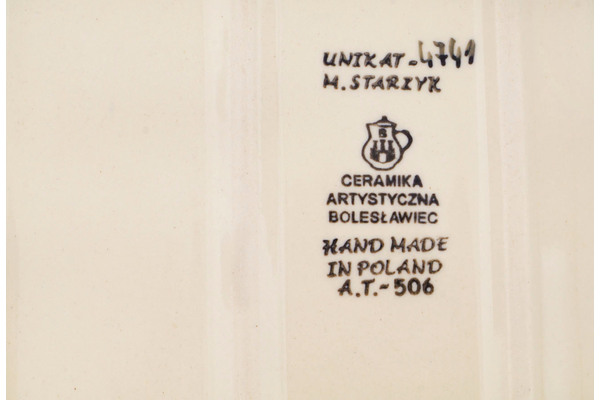 UNIKAT-4741
M. STARZYK
B
CERAMIKA
ARTYSTYCZNA
BOLESŁAWIEC
HAND MADE
IN POLAND
A.T.-506